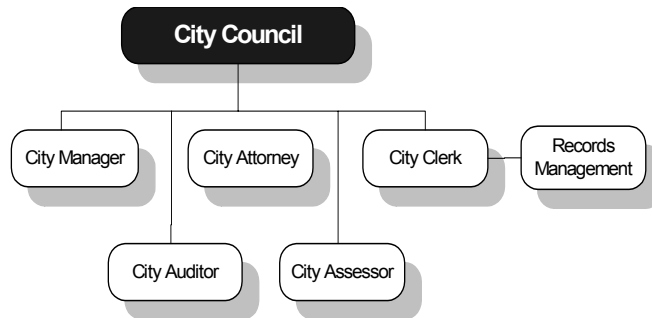 City Council
City Manager
City Attorney
City Clerk
Records
Management
City Auditor
City Assessor